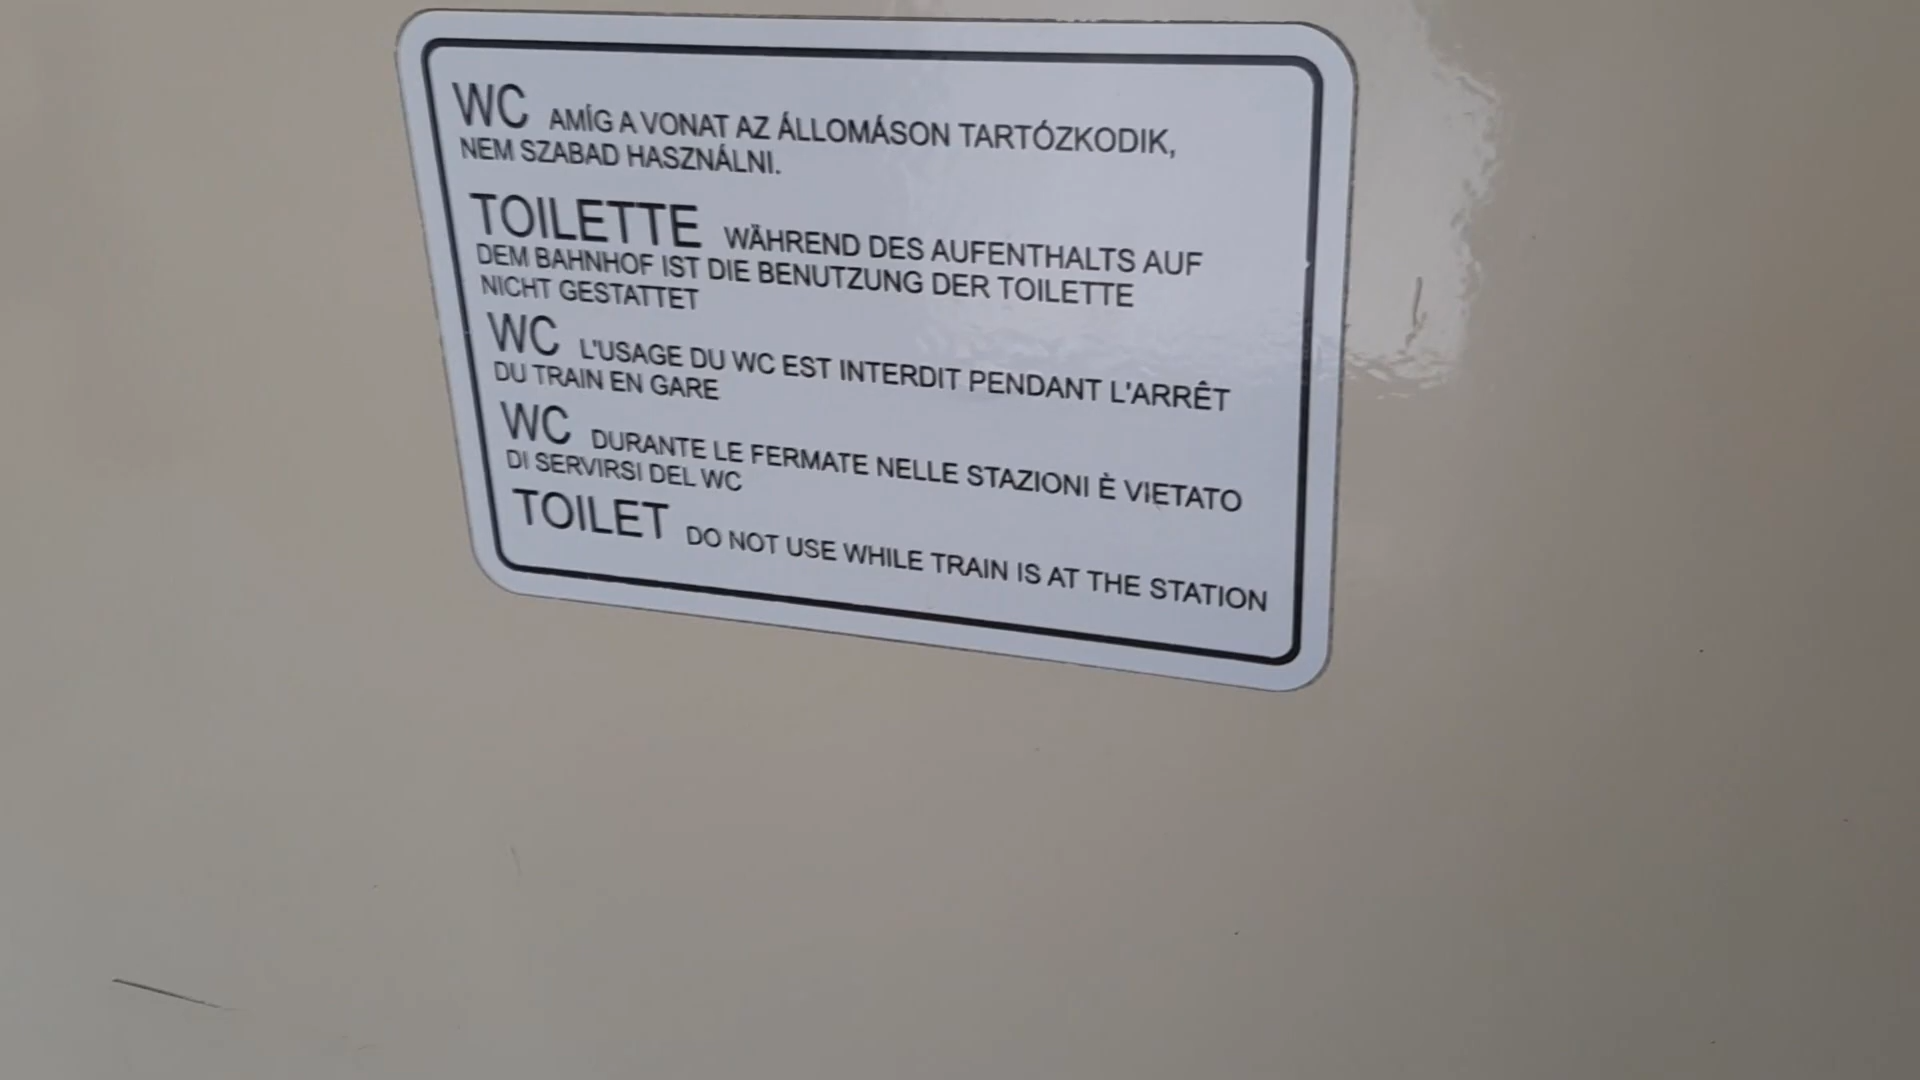 WC AMÍG A VONAT AZ ÁLLOMÁSON TARTÓZKODIK,
NEM SZABAD HASZNÁLNI.
TOILETTE WÄHREND DES AUFENTHALTS AUF
DEM BAHNHOF IST DIE BENUTZUNG DER TOILETTE
NICHT GESTATTET
WC L'USAGE DU WC EST INTERDIT PENDANT L'ARRÊT
DU TRAIN EN GARE
WC DURANTE LE FERMATE NELLE STAZIONI È VIETATO
DI SERVIRSI DEL WC
TOILET DO NOT USE WHILE TRAIN IS AT THE STATION